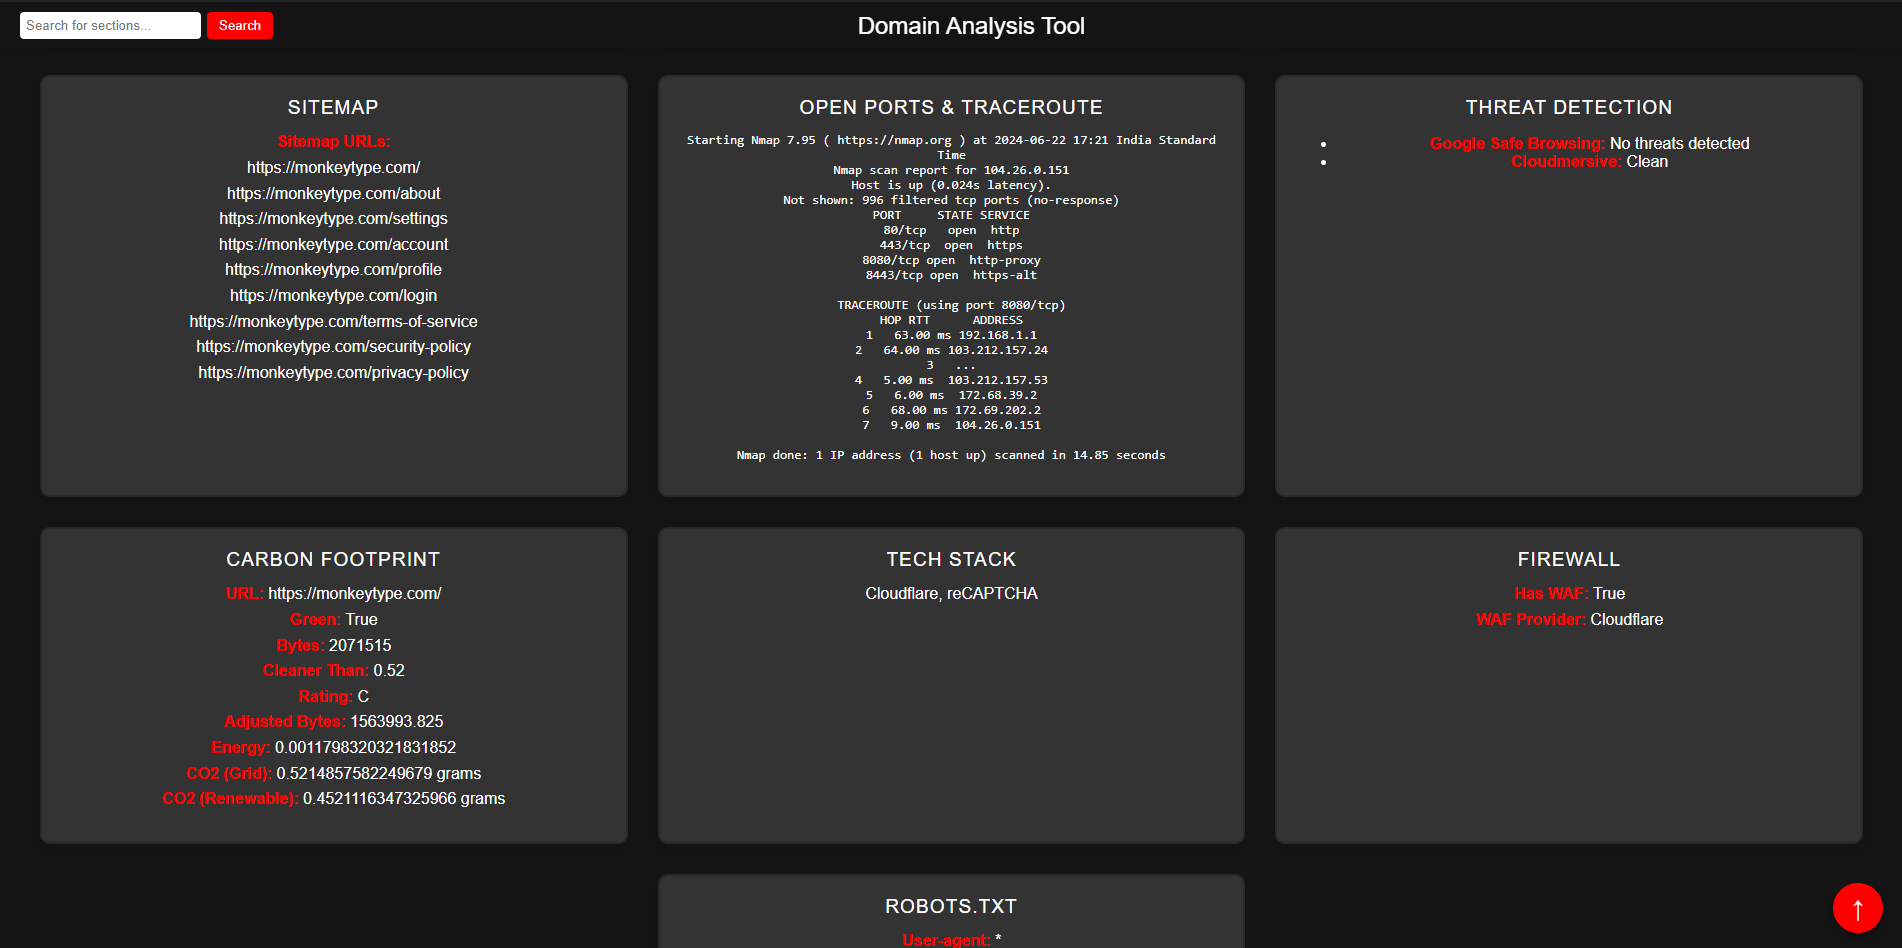 Search for sections...
Search
Domain Analysis Tool
SITEMAP
Sitemap URLs:
https://monkeytype.com/
https://monkeytype.com/about
https://monkeytype.com/settings
https://monkeytype.com/account
https://monkeytype.com/profile
https://monkeytype.com/login
https://monkeytype.com/terms-of-service
https://monkeytype.com/security-policy
https://monkeytype.com/privacy-policy
OPEN PORTS & TRACEROUTE
Starting Nmap 7.95 ( https://nmap.org ) at 2024-06-22 17:21 India Standard
Time
Nmap scan report for 104.26.0.151
Host is up (0.024s latency).
Not shown: 996 filtered tcp ports (no-response)
PORT     STATE SERVICE
80/tcp   open  http
443/tcp  open  https
8080/tcp open  http-proxy
8443/tcp open  https-alt
TRACEROUTE (using port 8080/tcp)
HOP RTT      ADDRESS
1   63.00 ms 192.168.1.1
2   64.00 ms 103.212.157.24
3   ...
4   5.00 ms  103.212.157.53
5   6.00 ms  172.68.39.2
6   68.00 ms 172.69.202.2
7   9.00 ms  104.26.0.151
Nmap done: 1 IP address (1 host up) scanned in 14.85 seconds
THREAT DETECTION
• Google Safe Browsing: No threats detected
• Cloudmersive: Clean
CARBON FOOTPRINT
URL: https://monkeytype.com/
Green: True
Bytes: 2071515
Cleaner Than: 0.52
Rating: C
Adjusted Bytes: 1563993.825
Energy: 0.0011798320321831852
CO2 (Grid): 0.5214857582249679 grams
CO2 (Renewable): 0.4521116347325966 grams
TECH STACK
Cloudflare, reCAPTCHA
FIREWALL
Has WAF: True
WAF Provider: Cloudflare
ROBOTS.TXT
User-agent: *
↑